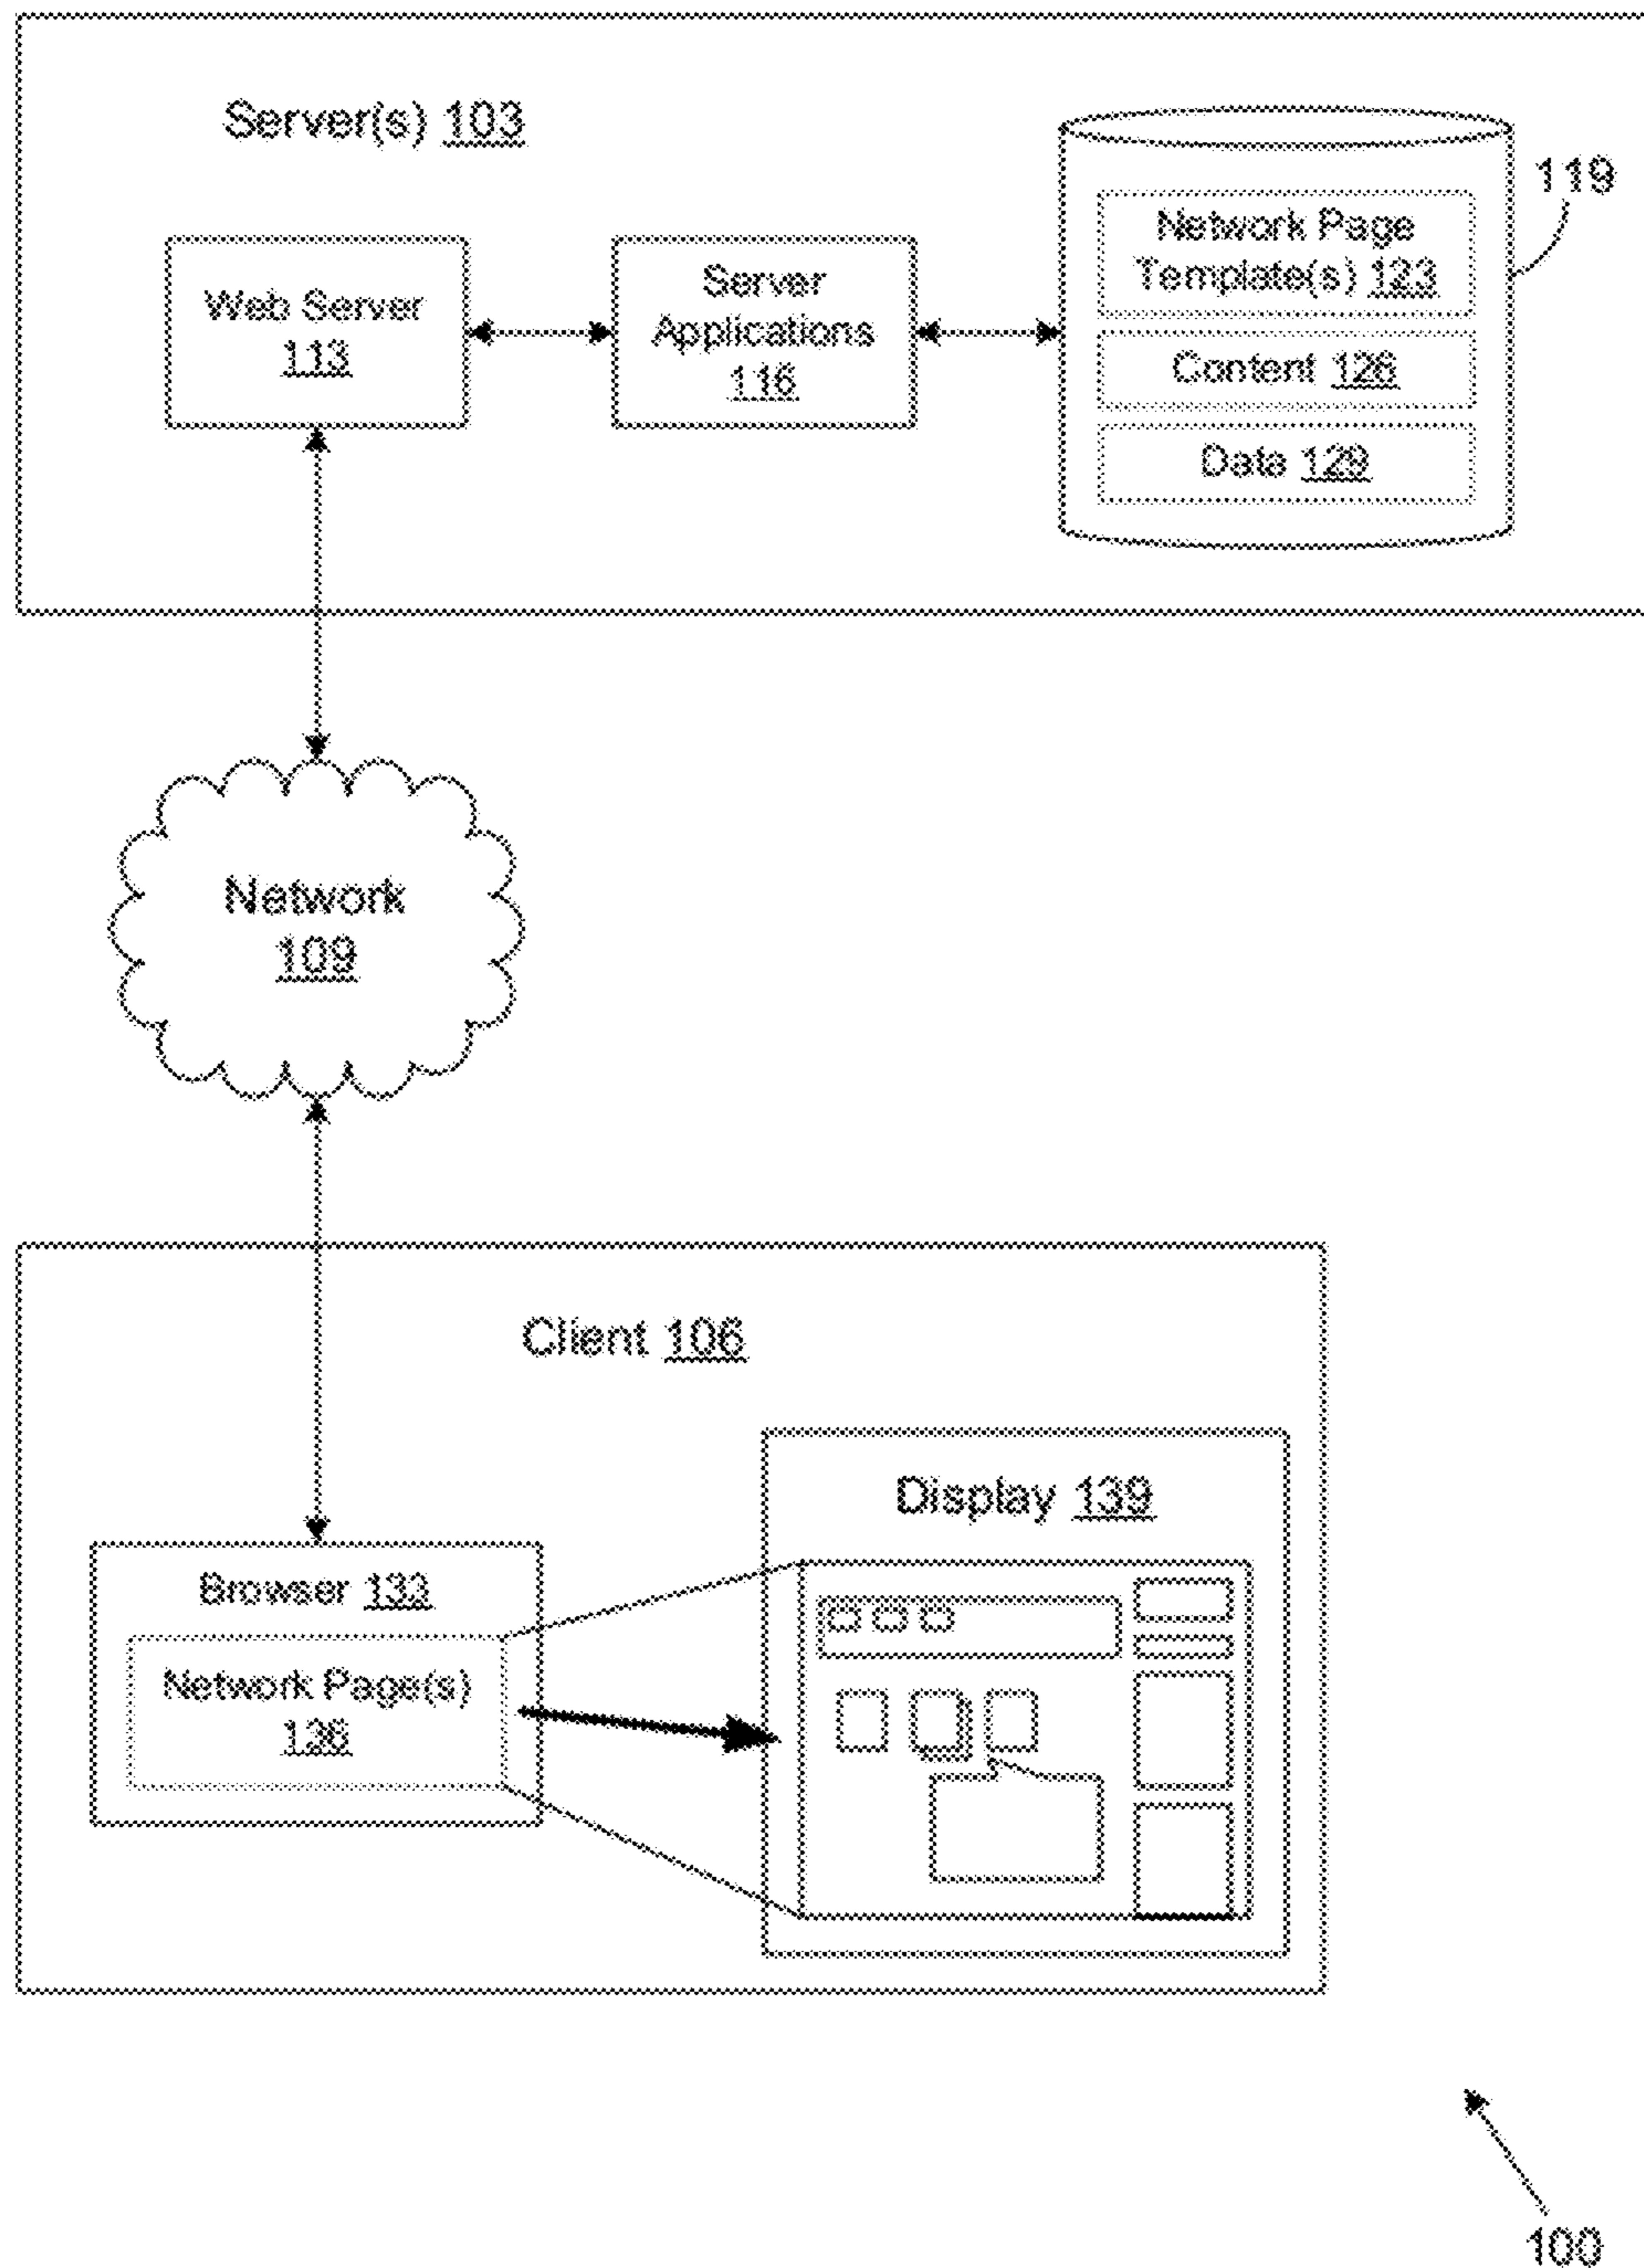 Server(s) 103
119
Network Page
Template(s) 123
Web Server
113
Server
Applications
116
Content 126
Data 129
Network
109
Client 106
Display 139
Browser 133
Network Page(s)
136
100